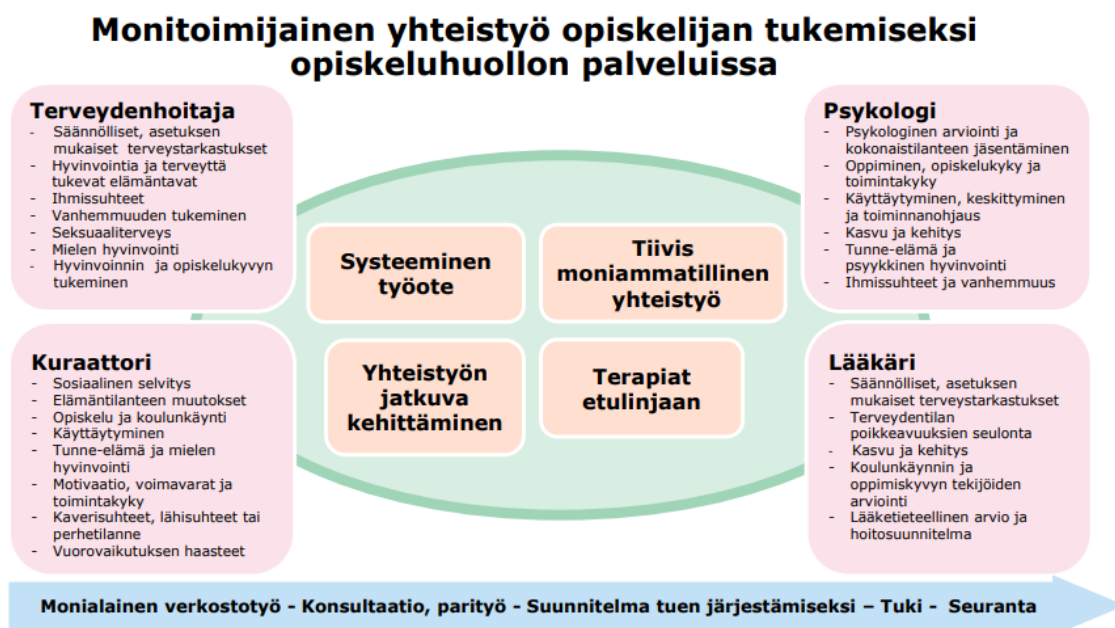 Monitoimijainen yhteistyö opiskelijan tukemiseksi
opiskeluhuollon palveluissa
Terveydenhoitaja
- Säännölliset, asetuksen
mukaiset terveystarkastukset
- Hyvinvointia ja terveyttä
tukevat elämäntavat
- Ihmissuhteet
- Vanhemmuuden tukeminen
- Seksuaaliterveys
- Mielen hyvinvointi
- Hyvinvoinnin ja opiskelukyvyn
tukeminen
Psykologi
- Psykologinen arviointi ja
kokonaistilanteen jäsentäminen
- Oppiminen, opiskelukyky ja
toimintakyky
- Käyttäytyminen, keskittyminen
ja toiminnanohjaus
- Kasvu ja kehitys
- Tunne-elämä ja
psyykkinen hyvinvointi
- Ihmissuhteet ja vanhemmuus
Systeeminen
työote
Tiivis
moniammatillinen
yhteistyö
Yhteistyön
jatkuva
kehittäminen
Terapiat
etulinjaan
Kuraattori
- Sosiaalinen selvitys
- Elämäntilanteen muutokset
- Opiskelu ja koulunkäynti
- Käyttäytyminen
- Tunne-elämä ja mielen
hyvinvointi
- Motivaatio, voimavarat ja
toimintakyky
- Kaverisuhteet, lähisuhteet tai
perhetilanne
- Vuorovaikutuksen haasteet
Lääkäri
- Säännölliset, asetuksen
mukaiset terveystarkastukset
- Terveydentilan
poikkeavuuksien seulonta
- Kasvu ja kehitys
- Koulunkäynnin ja
oppimiskyvyn tekijöiden
arviointi
- Lääketieteellinen arvio ja
hoitosuunnitelma
Monialainen verkostotyö - Konsultaatio, parityö - Suunnitelma tuen järjestämiseksi – Tuki - Seuranta